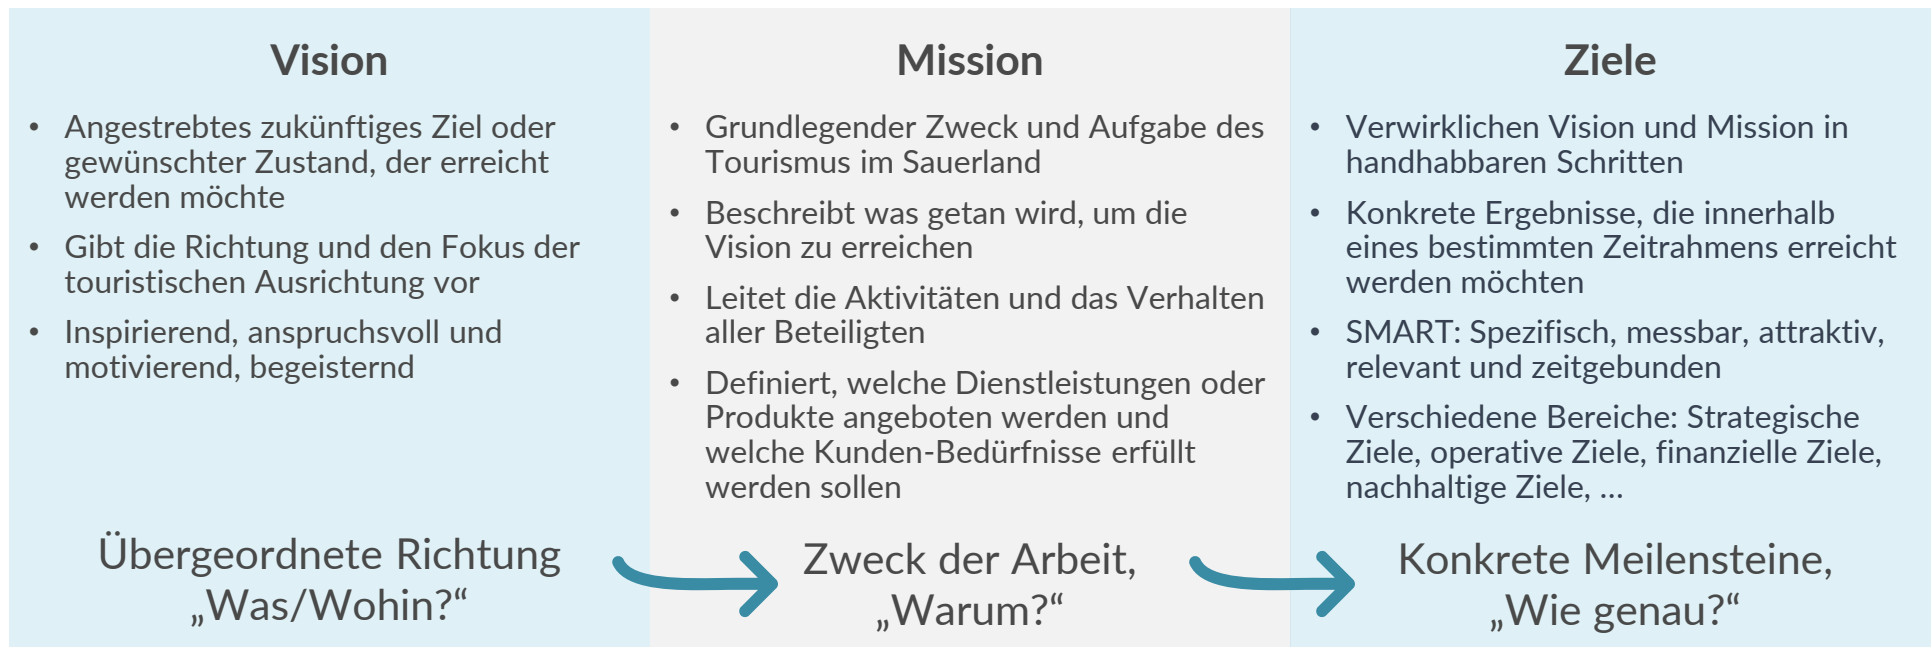 Vision
• Angestrebtes zukünftiges Ziel oder
gewünschter Zustand, der erreicht
werden möchte
• Gibt die Richtung und den Fokus der
touristischen Ausrichtung vor
• Inspirierend, anspruchsvoll und
motivierend, begeisternd
Übergeordnete Richtung
„Was/Wohin?“
Mission
• Grundlegender Zweck und Aufgabe des
Tourismus im Sauerland
• Beschreibt was getan wird, um die
Vision zu erreichen
• Leitet die Aktivitäten und das Verhalten
aller Beteiligten
• Definiert, welche Dienstleistungen oder
Produkte angeboten werden und
welche Kunden-Bedürfnisse erfüllt
werden sollen
Zweck der Arbeit,
„Warum?“
Ziele
• Verwirklichen Vision und Mission in
handhabbaren Schritten
• Konkrete Ergebnisse, die innerhalb
eines bestimmten Zeitrahmens erreicht
werden möchten
• SMART: Spezifisch, messbar, attraktiv,
relevant und zeitgebunden
• Verschiedene Bereiche: Strategische
Ziele, operative Ziele, finanzielle Ziele,
nachhaltige Ziele, ...
Konkrete Meilensteine,
„Wie genau?“